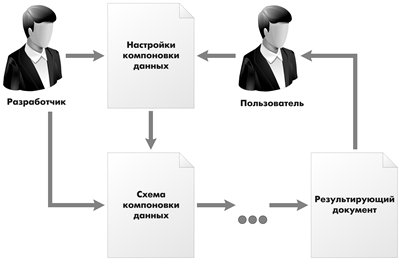 Настройки
компоновки
данных
Разработчик
Пользователь
Схема
компоновки
данных
Результирующий
документ